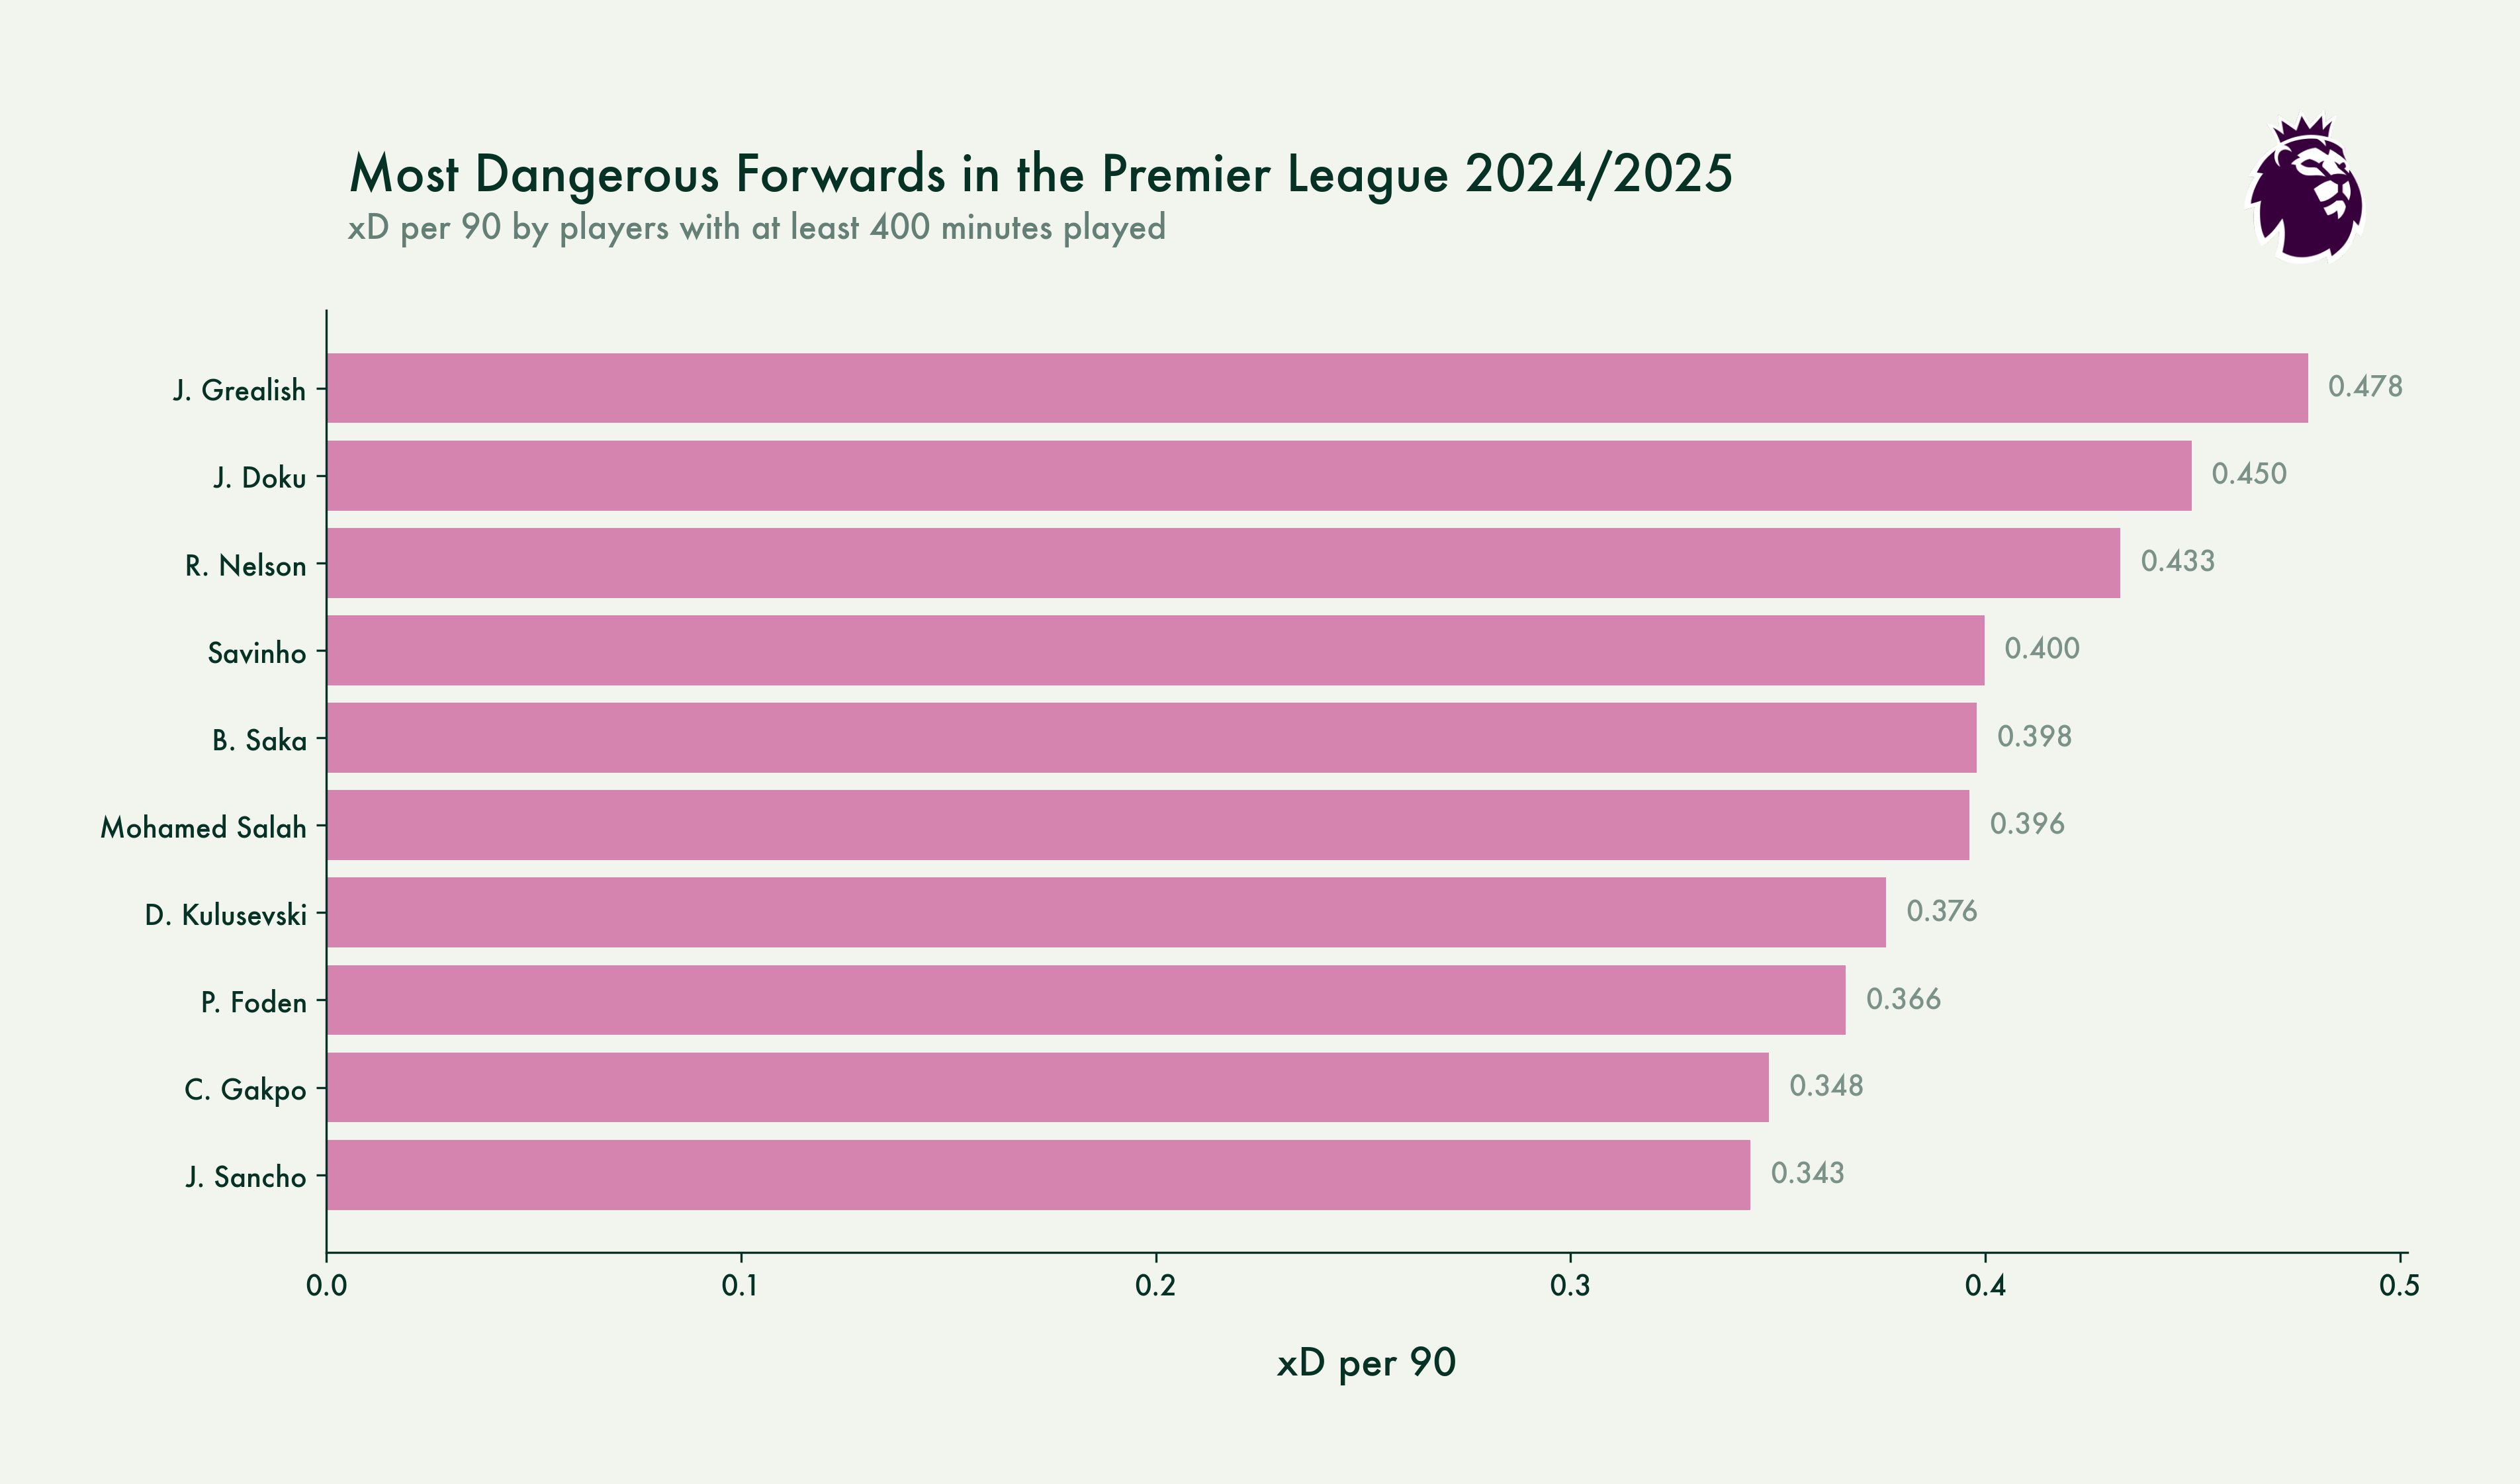 Most Dangerous Forwards in the Premier League 2024/2025
xD per 90 by players with at least 400 minutes played
J. Grealish 0.478
J. Doku 0.450
R. Nelson 0.433
Savinho 0.400
B. Saka 0.398
Mohamed Salah 0.396
D. Kulusevski 0.376
P. Foden 0.366
C. Gakpo 0.348
J. Sancho 0.343
0.0 0.1 0.2 0.3 0.4 0.5
xD per 90